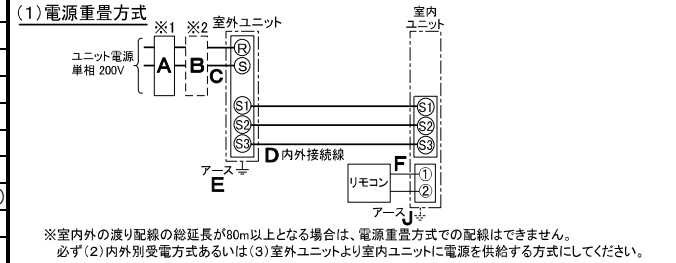 (1)電源重畳方式
※1 ※2 室外ユニット
室内
ユニット
ユニット電源
単相 200V
A B C
R
S
S1 S1
S2 S2
S3 S3
D 内外接続線
アース
E
F
リモコン
①
②
アース J
※室内外の渡り配線の総延長が80m以上となる場合は、電源重畳方式での配線はできません。
必ず(2)内外別受電方式あるいは(3)室外ユニットより室内ユニットに電源を供給する方式にしてください。